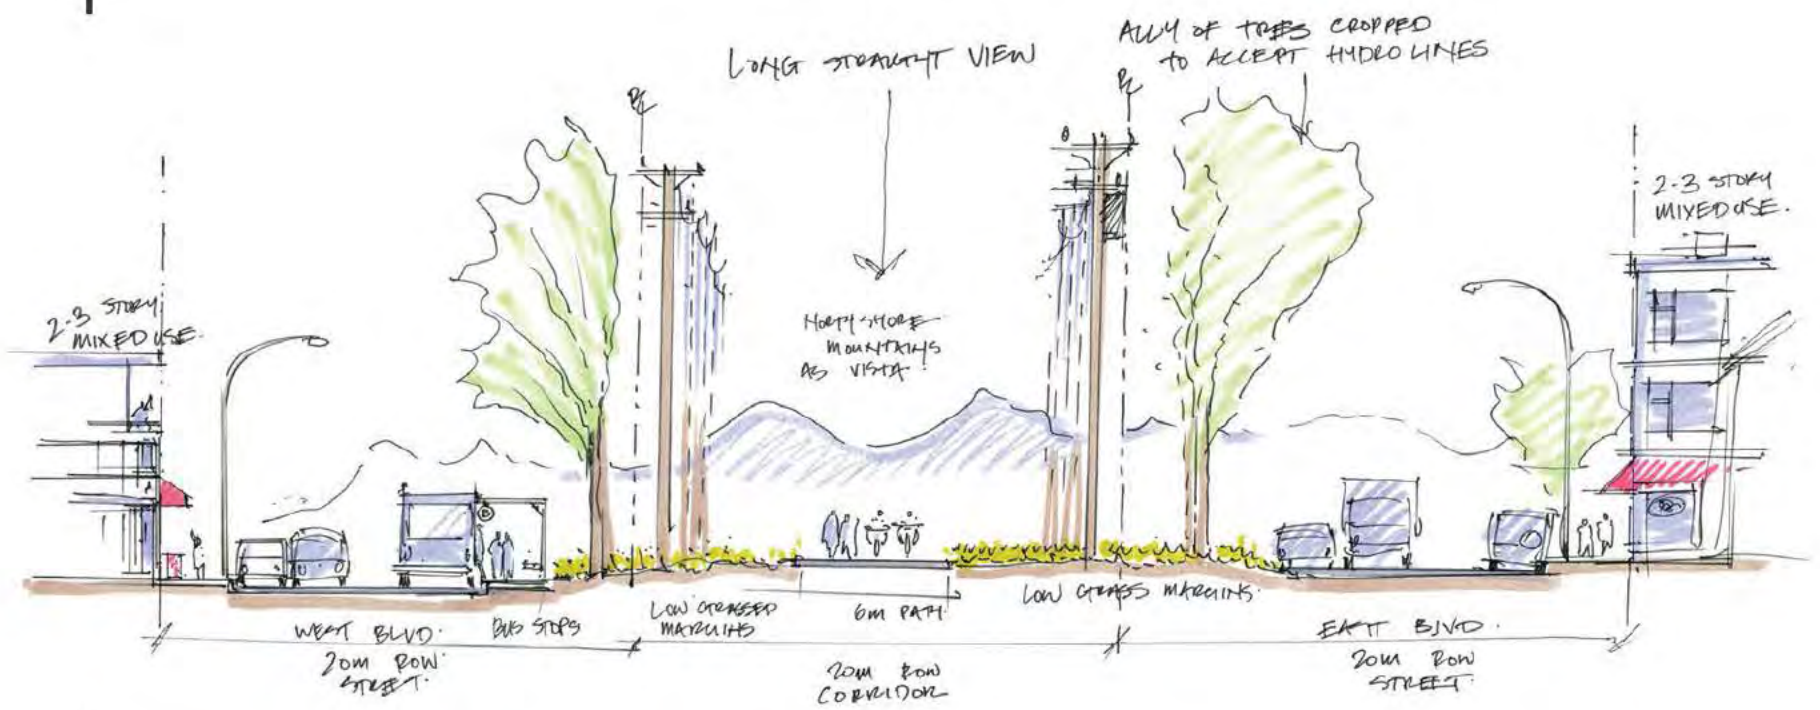 ALLY OF TREES CROPPED
TO ACCEPT HYDRO LINES
LONG STRAIGHT VIEW
PL
PL
2-3 STORY
MIXED USE.
2-3 STORY
MIXED USE.
NORTH SHORE
MOUNTAINS
AS VISTA
B
LOW GRASSED
MARGINS
6m PATH
LOW GRASS MARGINS.
WEST BLVD.
BUS STOPS
EAST BLVD.
20m ROW
STREET.
20m ROW
CORRIDOR
20m ROW
STREET.